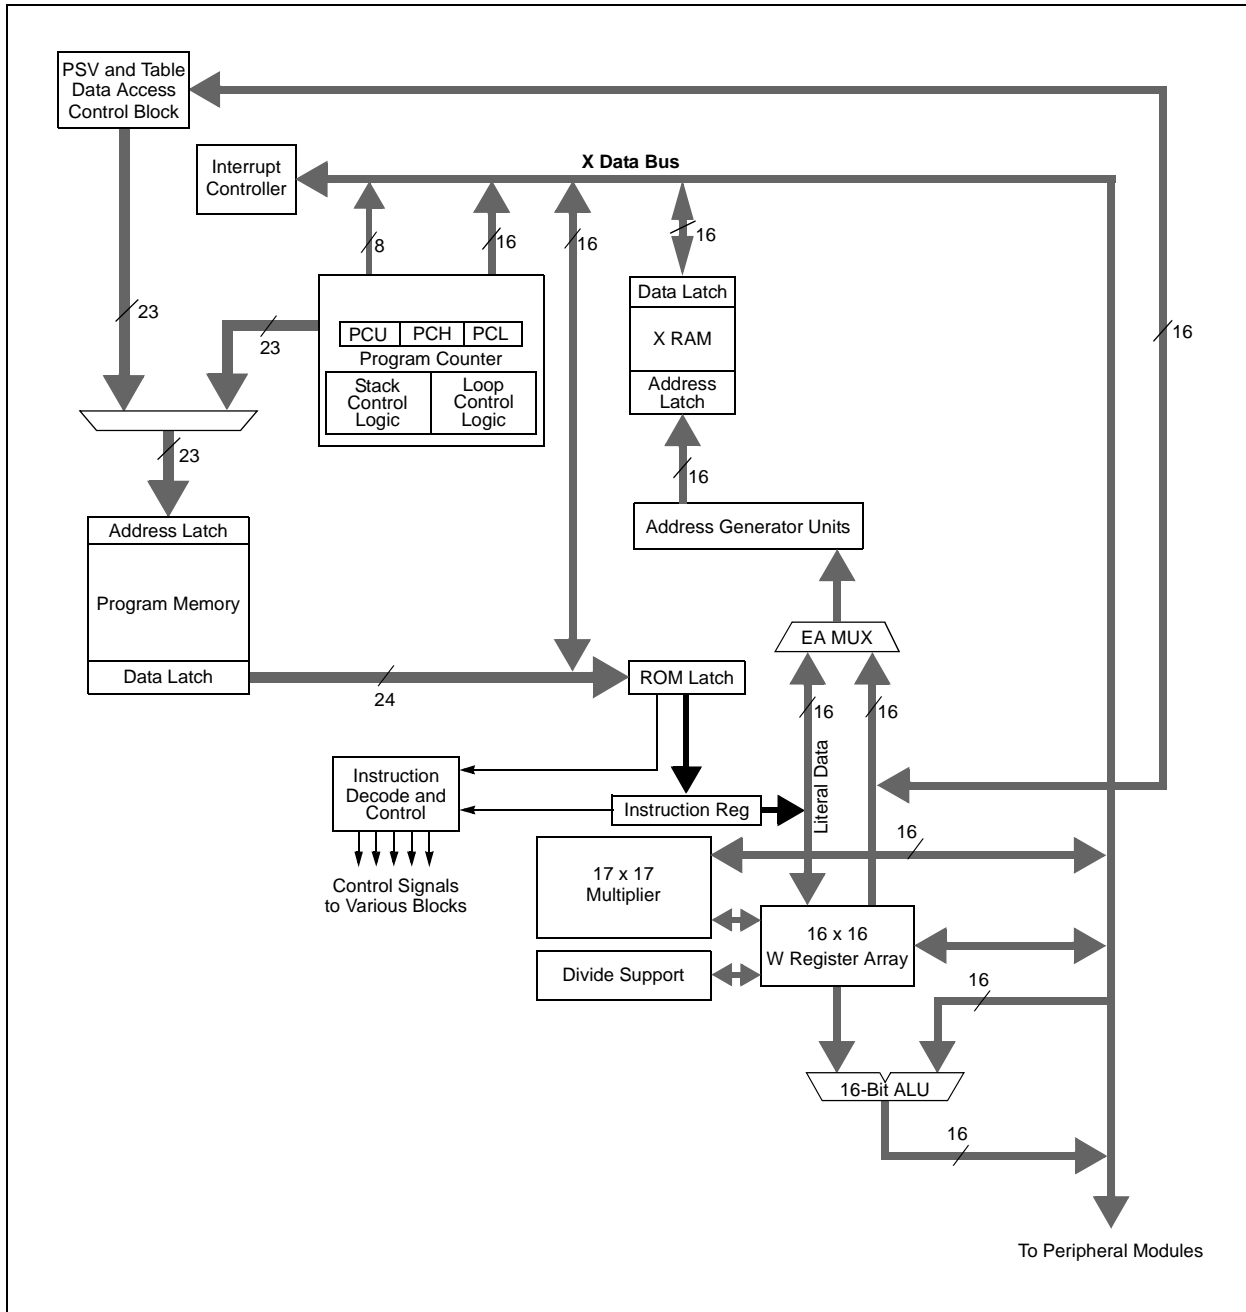 PSV and Table
Data Access
Control Block
X Data Bus
Interrupt
Controller
8
16
16
16
Data Latch
X RAM
Address
Latch
23
23
16
PCU PCH PCL
Program Counter
Stack
Control
Logic
Loop
Control
Logic
23
16
Address Latch
Program Memory
Data Latch
Address Generator Units
EA MUX
24
ROM Latch
16
16
Literal Data
Instruction
Decode and
Control
Instruction Reg
Control Signals
to Various Blocks
17 x 17
Multiplier
16
16 x 16
W Register Array
Divide Support
16
16-Bit ALU
16
To Peripheral Modules